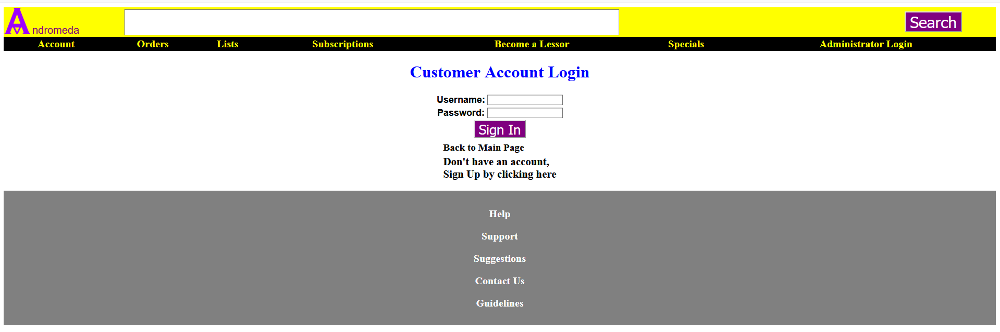 Andromeda
Search
Account Orders Lists Subscriptions Become a Lessor Specials Administrator Login
Customer Account Login
Username:
Password:
Sign In
Back to Main Page
Don't have an account,
Sign Up by clicking here
Help
Support
Suggestions
Contact Us
Guidelines